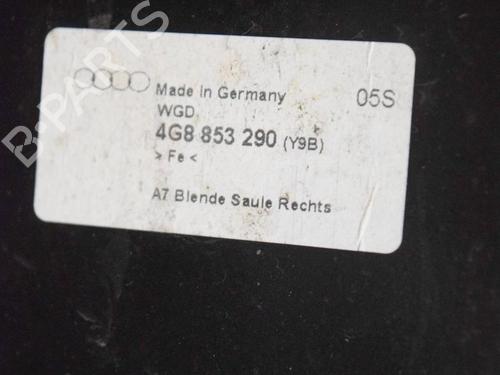 Made in Germany
05S
WGD
4G8 853 290 (Y9B)
> Fe <
A7 Blende Saule Rechts
B-PARTS